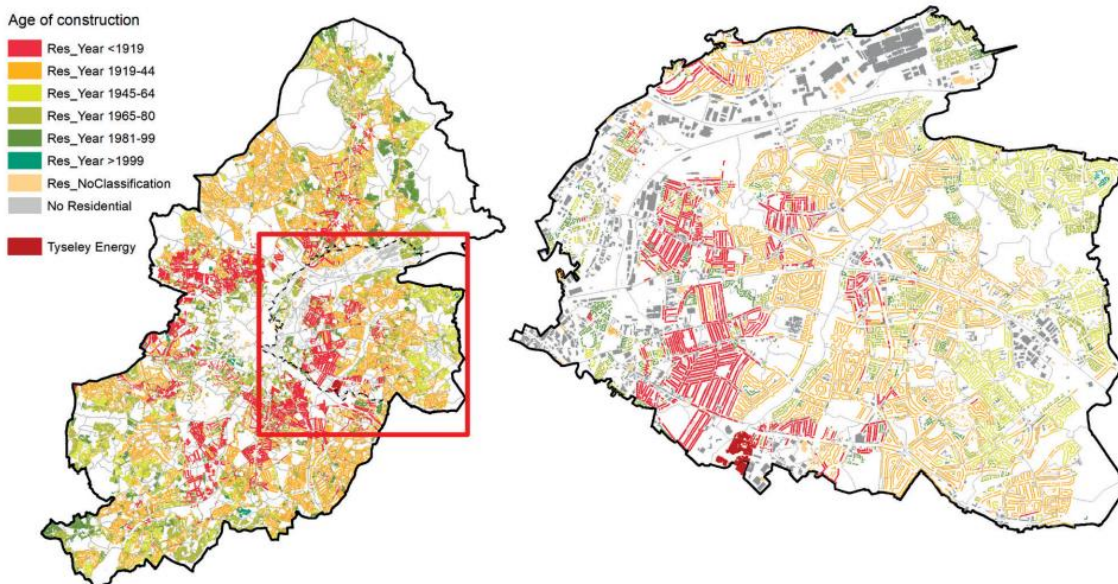 Age of construction
Res_Year <1919
Res_Year 1919-44
Res_Year 1945-64
Res_Year 1965-80
Res_Year 1981-99
Res_Year >1999
Res_NoClassification
No Residential
Tyseley Energy